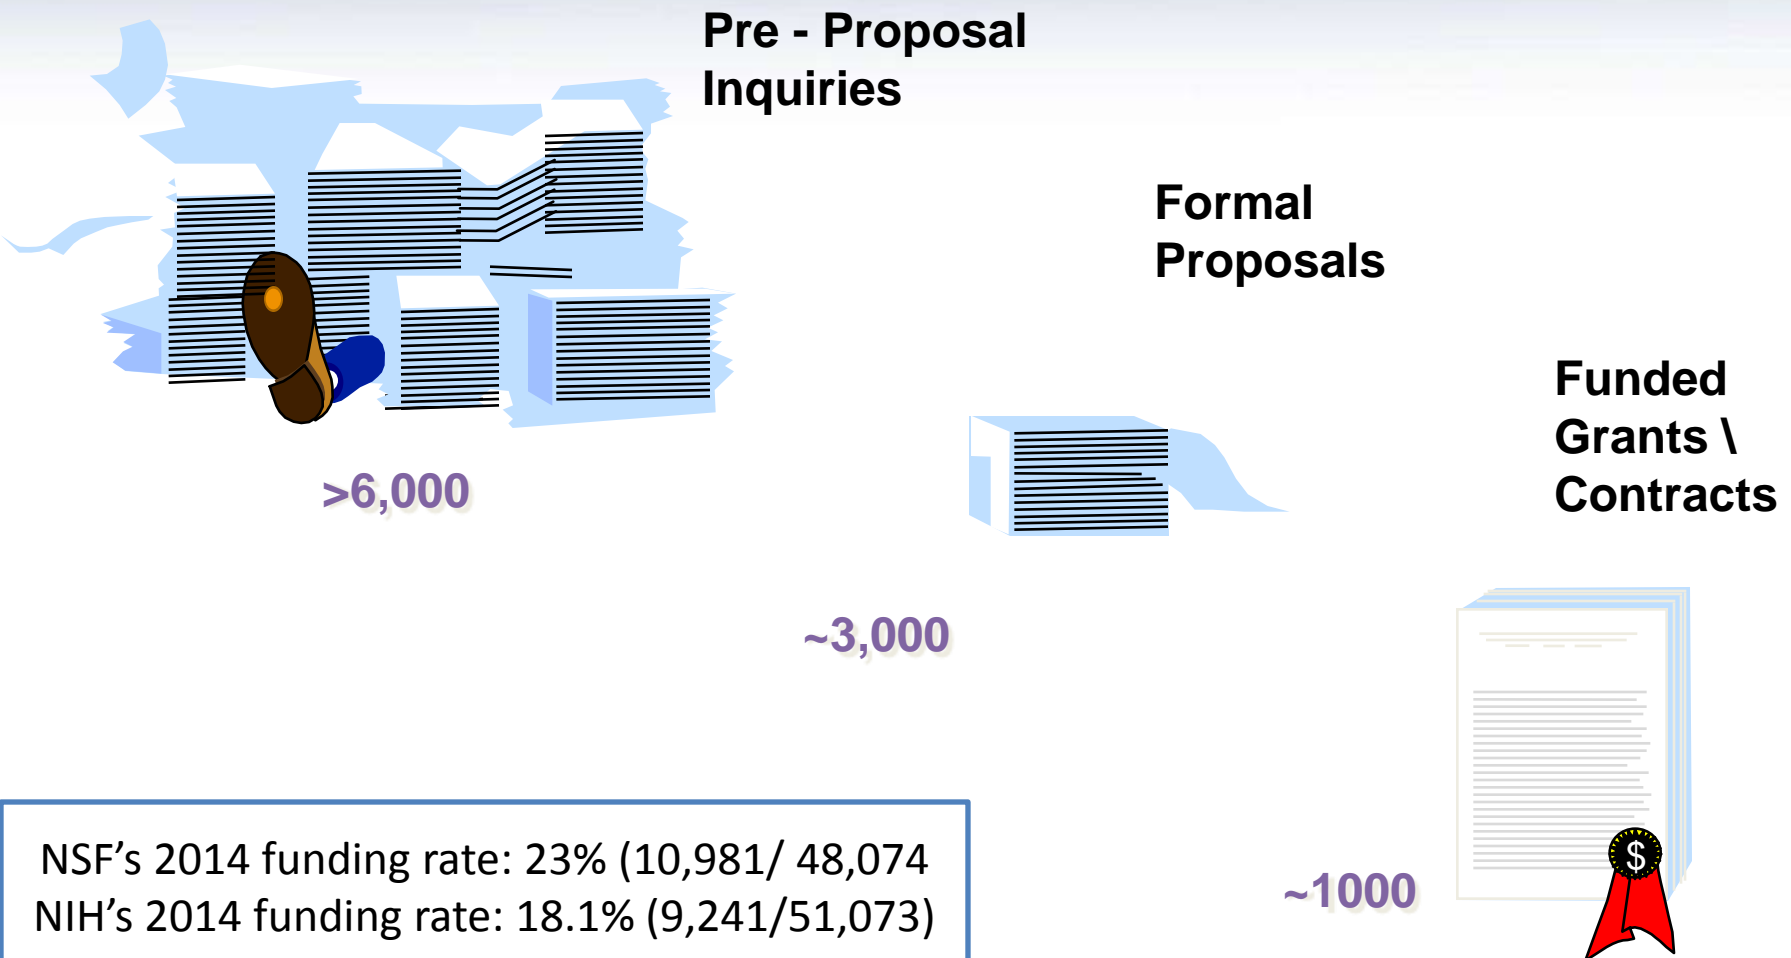 Pre - Proposal
Inquiries
Formal
Proposals
Funded
Grants \
Contracts
>6,000
~3,000
~1000
$
NSF’s 2014 funding rate: 23% (10,981/ 48,074
NIH’s 2014 funding rate: 18.1% (9,241/51,073)